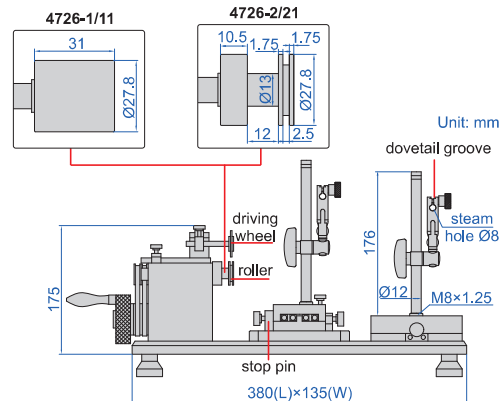 4726-1/11
4726-2/21
31
Ø27.8
10.5
1.75
1.75
Ø13
Ø27.8
12
2.5
Unit: mm
dovetail groove
driving
wheel
roller
steam
hole Ø8
175
176
Ø12
M8×1.25
stop pin
380(L)×135(W)